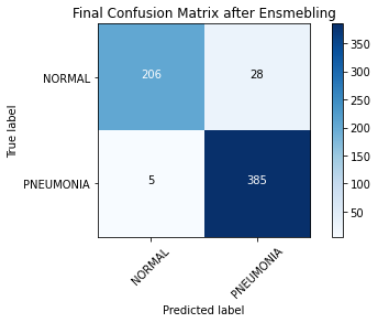 Final Confusion Matrix after Ensmebling
True label
NORMAL
206
28
PNEUMONIA
5
385
NORMAL
PNEUMONIA
Predicted label
350
300
250
200
150
100
50